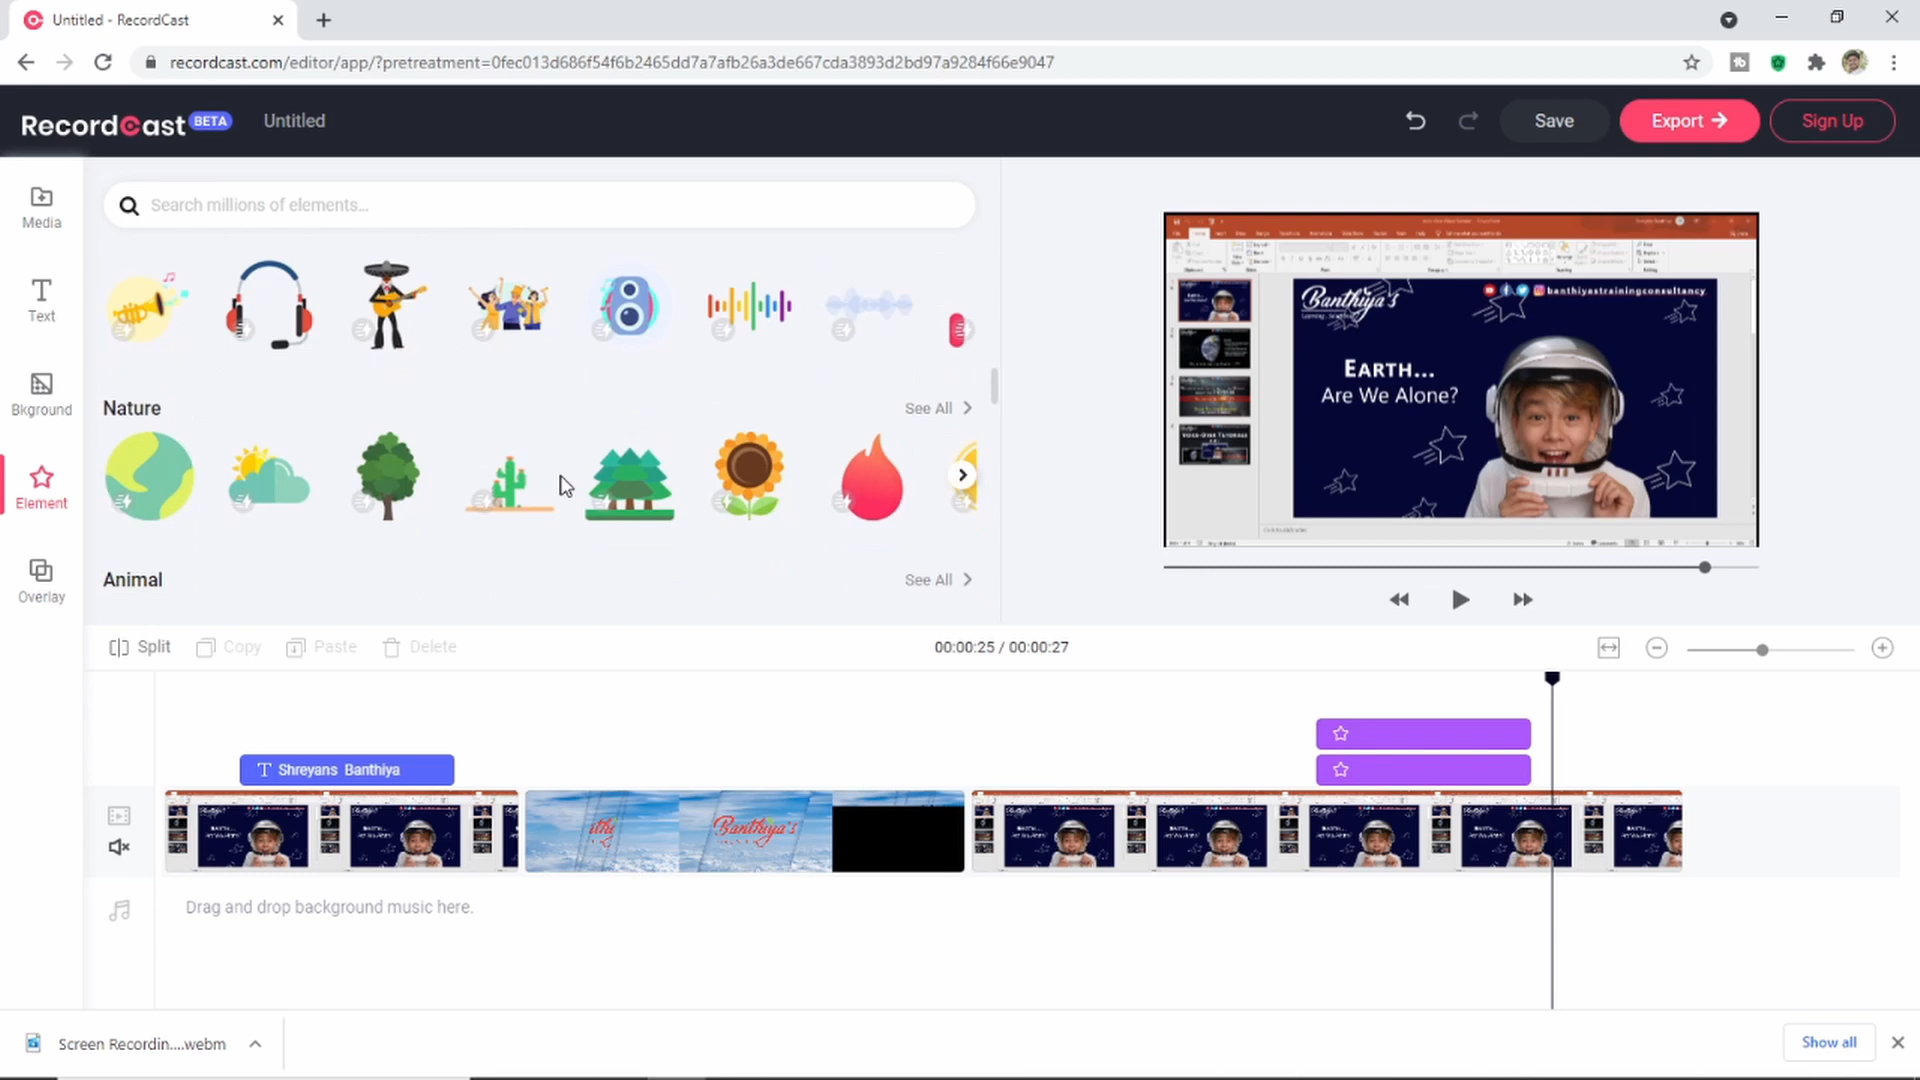 Untitled - RecordCast
recordcast.com/editor/app/?pretreatment=0fec013d686f54f6b2465dd7a7afb26a3de667cda3893d2bd97a9284f66e9047
RecordCast BETA
Untitled
Save
Export
Sign Up
Media
Text
Bkground
Element
Overlay
Search millions of elements...
Nature
See All
Animal
See All
Banthiya's
banthiyastrainingconsultancy
EARTH...
Are We Alone?
Split
Copy
Paste
Delete
00:00:25 / 00:00:27
Shreyans Banthiya
Banthiya's
Drag and drop background music here.
Screen Recordin....webm
Show all